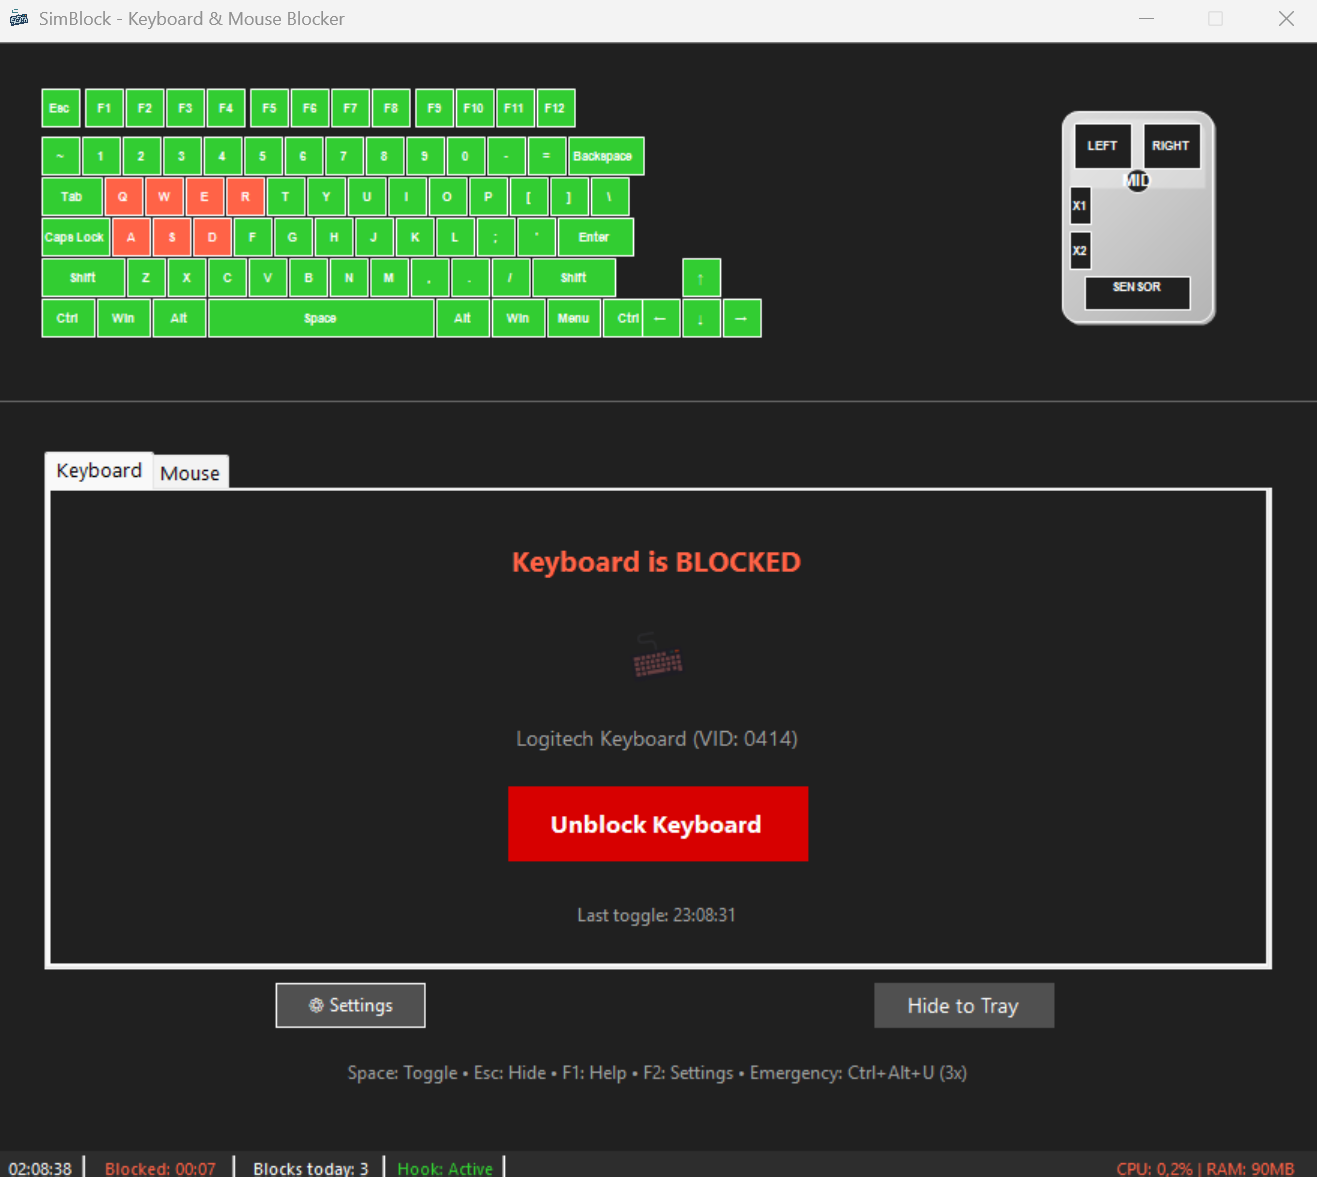 SimBlock - Keyboard & Mouse Blocker
Esc F1 F2 F3 F4 F5 F6 F7 F8 F9 F10 F11 F12
~ 1 2 3 4 5 6 7 8 9 0 - = Backspace
Tab Q W E R T Y U I O P [ ] \
Caps Lock A S D F G H J K L ; ' Enter
Shift Z X C V B N M , . / Shift ↑
Ctrl Win Alt Space Alt Win Menu Ctrl ← ↓ →
LEFT RIGHT
MID
X1
X2
SENSOR
Keyboard Mouse
Keyboard is BLOCKED
Logitech Keyboard (VID: 0414)
Unblock Keyboard
Last toggle: 23:08:31
Settings Hide to Tray
Space: Toggle • Esc: Hide • F1: Help • F2: Settings • Emergency: Ctrl+Alt+U (3x)
02:08:38 Blocked: 00:07 Blocks today: 3 Hook: Active CPU: 0,2% | RAM: 90MB